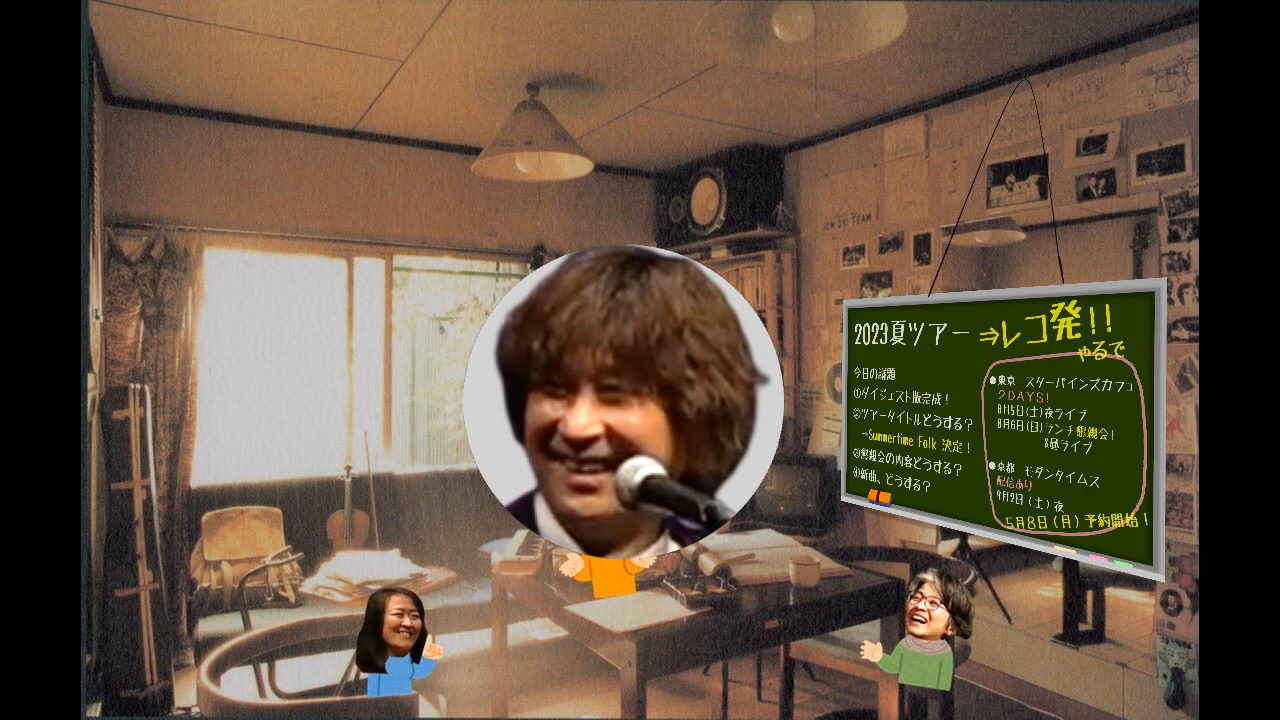 JUN SKI TEAM
2023夏ツアー ⇒レコ発!!
やるで
今日の議題
①ダイジェスト版完成!
②ツアータイトルどうする?
→Summertime Folk 決定!
③懇親会の内容どうする?
④新曲、どうする?
●東京 スターパインズカフェ
2DAYS!
8月5日(土)夜ライブ
8月6日(日)ランチ懇親会!
&昼ライブ
●京都 モダンタイムス
配信あり
9月2日(土)夜
5月8日(月)予約開始!